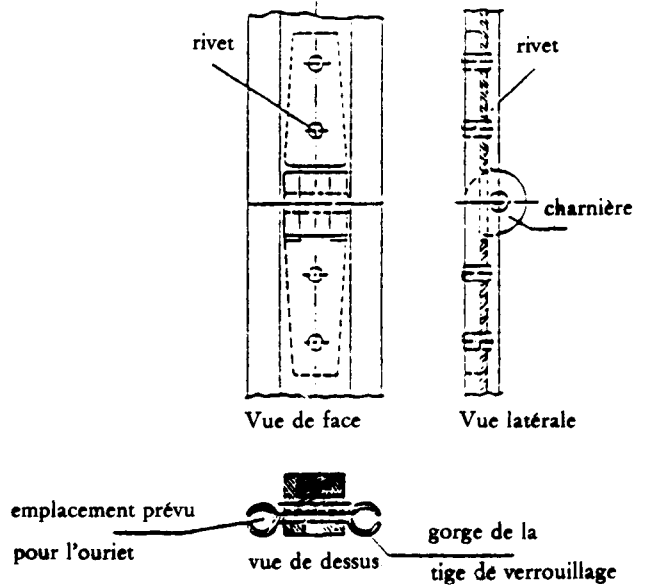 rivet
rivet
charnière
Vue de face
Vue latérale
emplacement prévu
pour l'ouriet
gorge de la
tige de verrouillage
vue de dessus